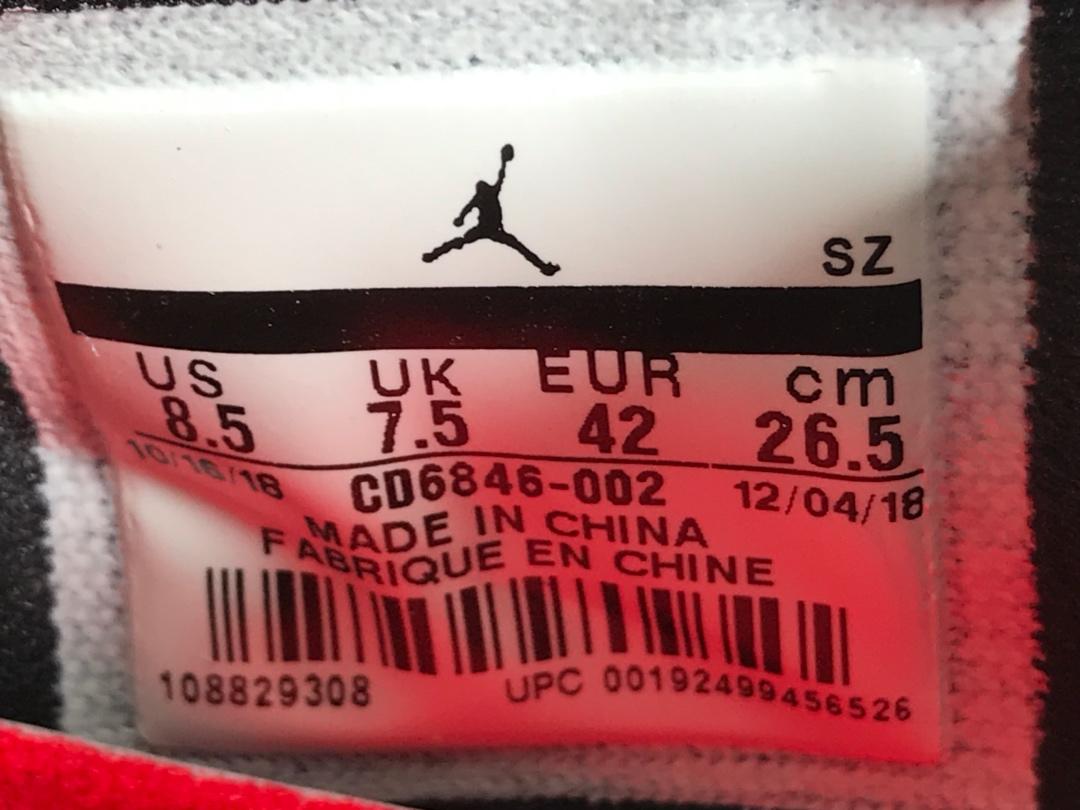 SZ
US UK EUR cm
8.5 7.5 42 26.5
10/16/18 CD6846-002 12/04/18
MADE IN CHINA
FABRIQUE EN CHINE
108829308 UPC 00192499456526